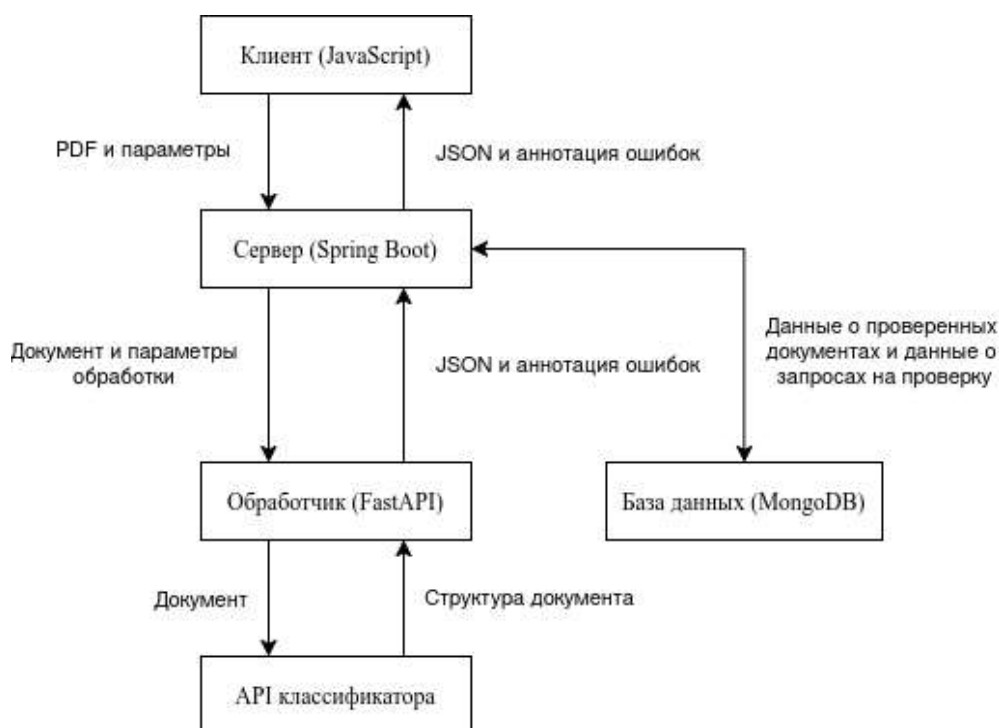 Клиент (JavaScript)
PDF и параметры
JSON и аннотация ошибок
Сервер (Spring Boot)
Документ и параметры
обработки
JSON и аннотация ошибок
Данные о проверенных
документах и данные о
запросах на проверку
Обработчик (FastAPI)
База данных (MongoDB)
Документ
Структура документа
API классификатора